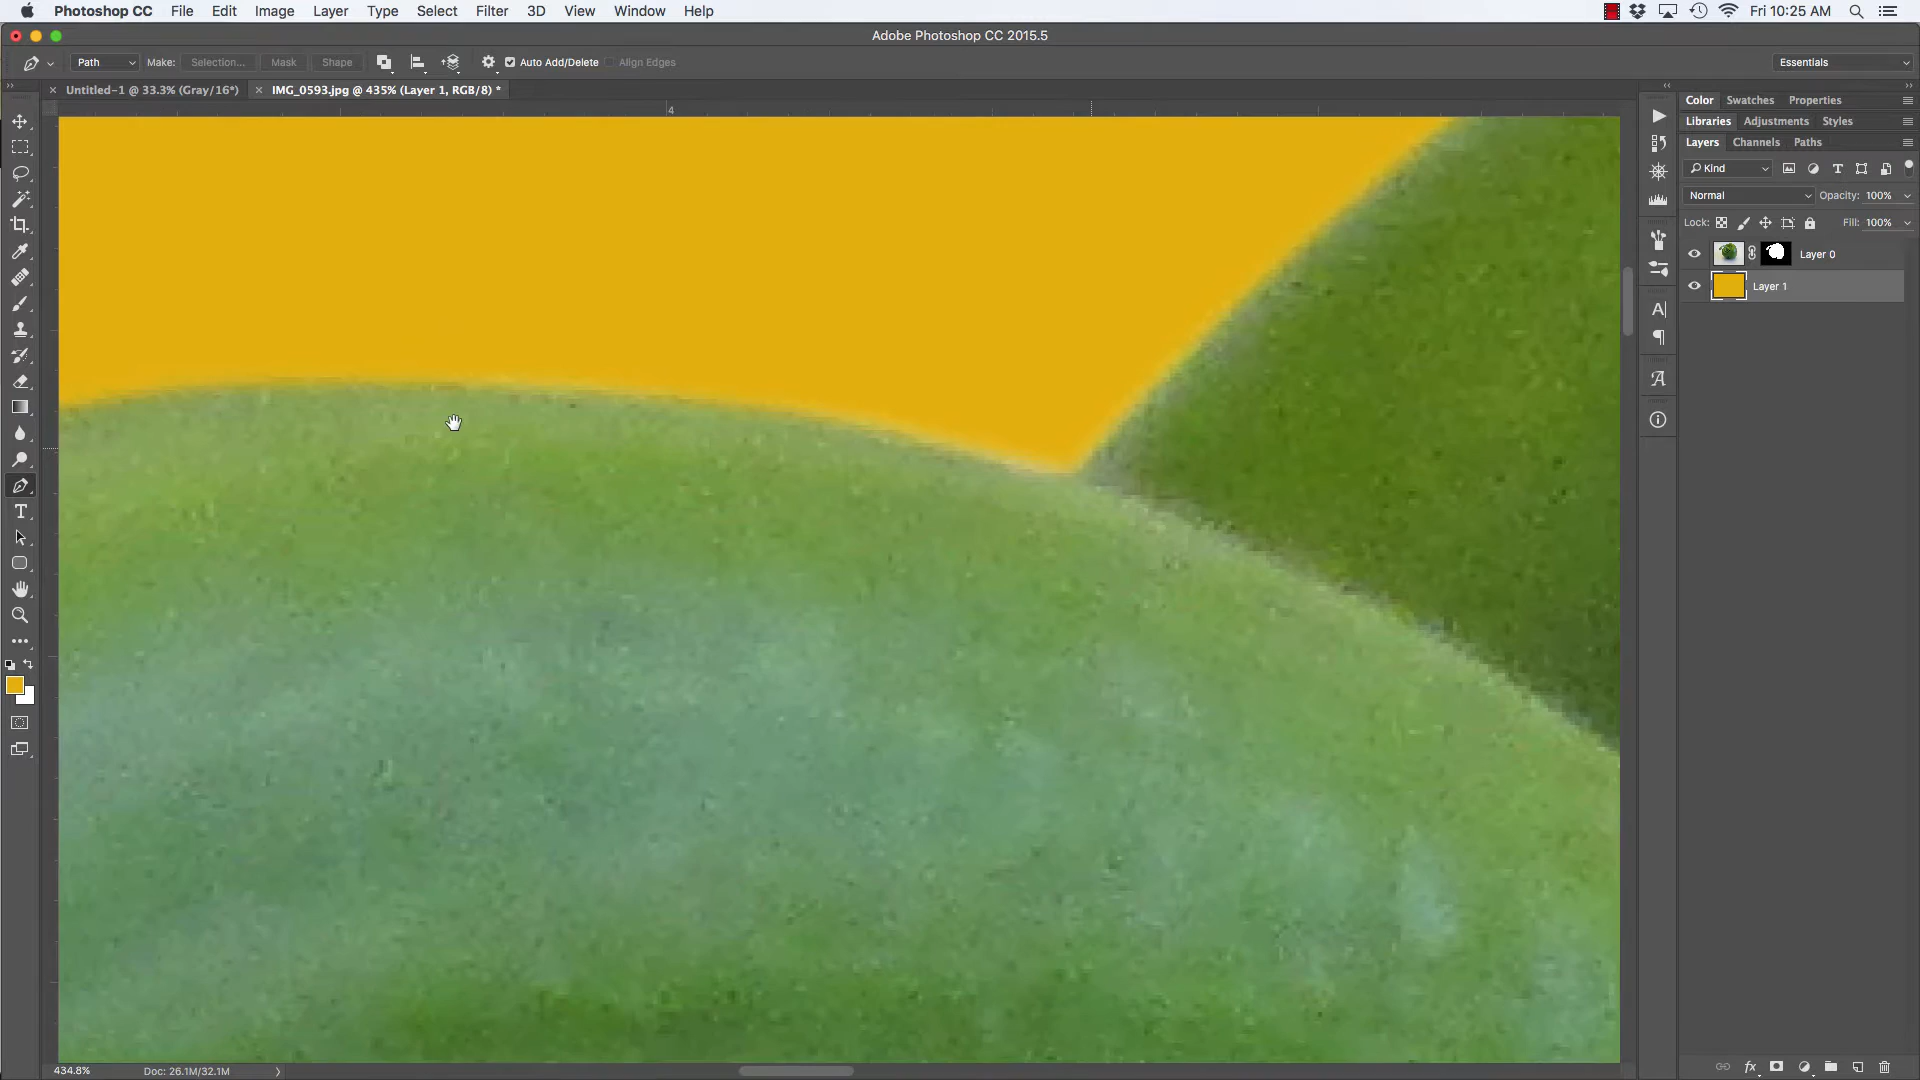 Photoshop CC File Edit Image Layer Type Select Filter 3D View Window Help Fri 10:25 AM
Adobe Photoshop CC 2015.5
Path Make: Selection... Mask Shape Auto Add/Delete Align Edges Essentials
Untitled-1 @ 33.3% (Gray/16*) IMG_0593.jpg @ 435% (Layer 1, RGB/8) *
Color Swatches Properties
4
Libraries Adjustments Styles
Layers Channels Paths
Kind
Normal Opacity: 100%
Lock: Fill: 100%
Layer 0
Layer 1
434.8% Doc: 26.1M/32.1M